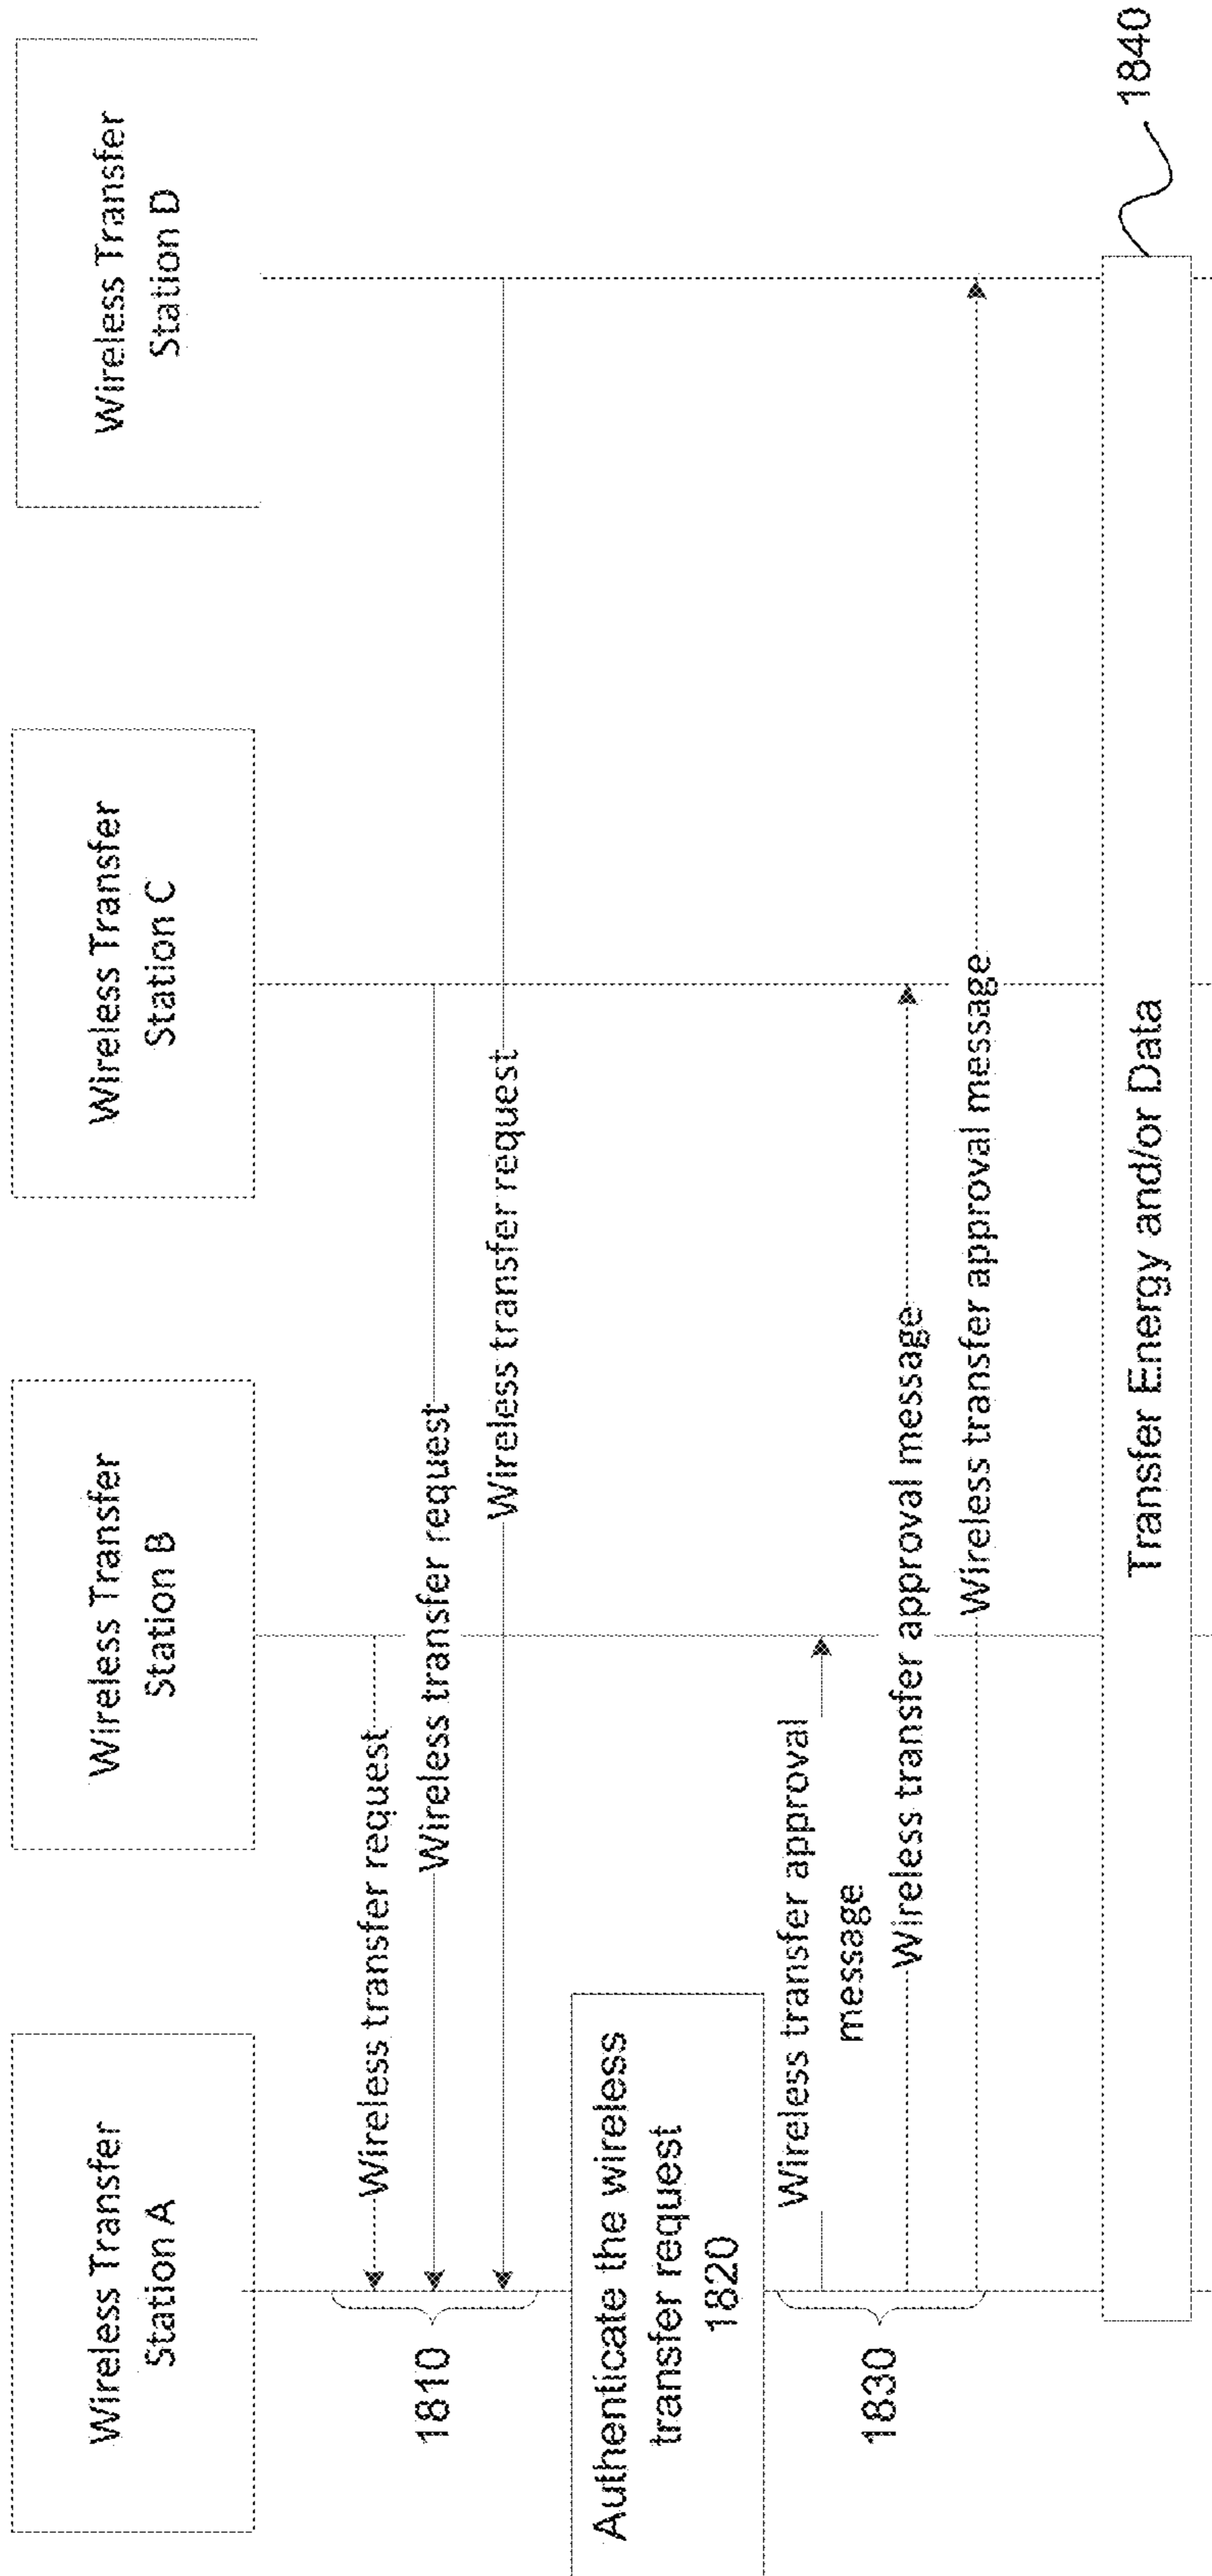 Wireless Transfer
Station A
Wireless Transfer
Station B
Wireless Transfer
Station C
Wireless Transfer
Station D
1810
Wireless transfer request
Wireless transfer request
Wireless transfer request
Authenticate the wireless
transfer request
1820
1830
Wireless transfer approval
message
Wireless transfer approval message
Wireless transfer approval message
Transfer Energy and/or Data
1840